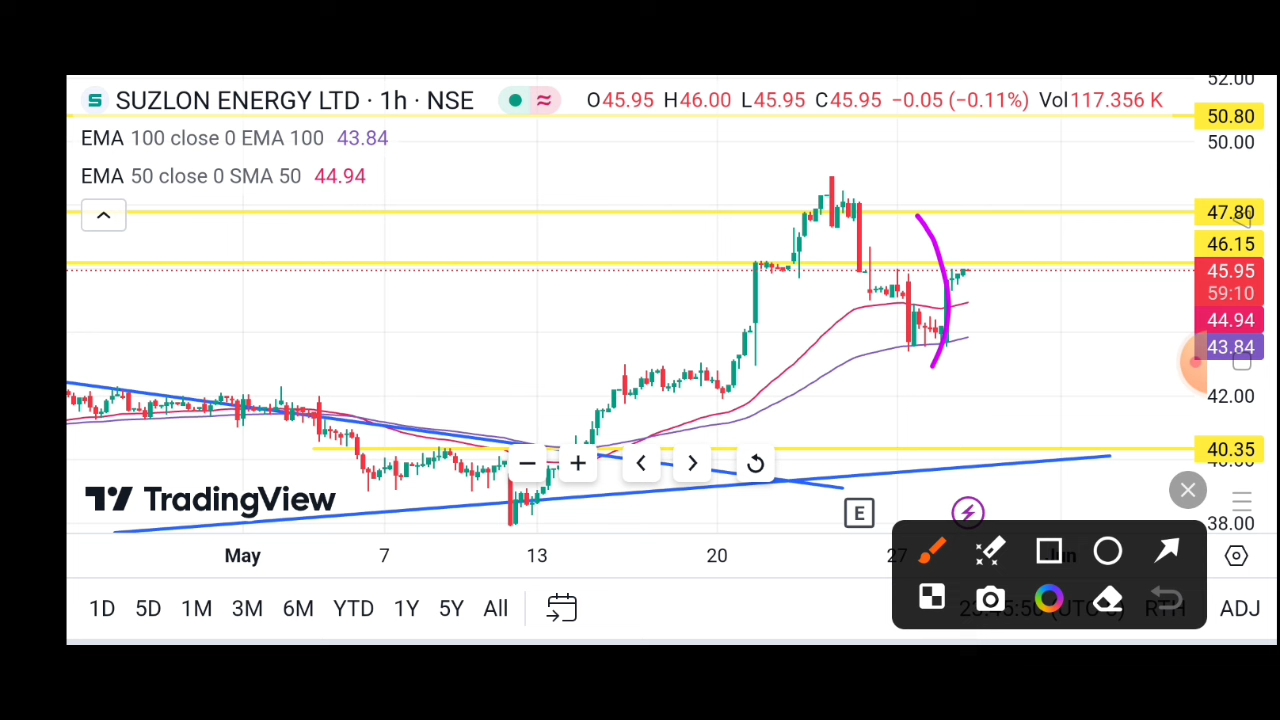 52.00
SUZLON ENERGY LTD · 1h · NSE O45.95 H46.00 L45.95 C45.95 −0.05 (−0.11%) Vol117.356 K
50.80
EMA 100 close 0 EMA 100 43.84
50.00
EMA 50 close 0 SMA 50 44.94
47.80
46.15
45.95
59:10
44.94
43.84
42.00
40.35
38.00
TradingView
E
May 7 13 20 27 Jun
1D 5D 1M 3M 6M YTD 1Y 5Y All RTH ADJ